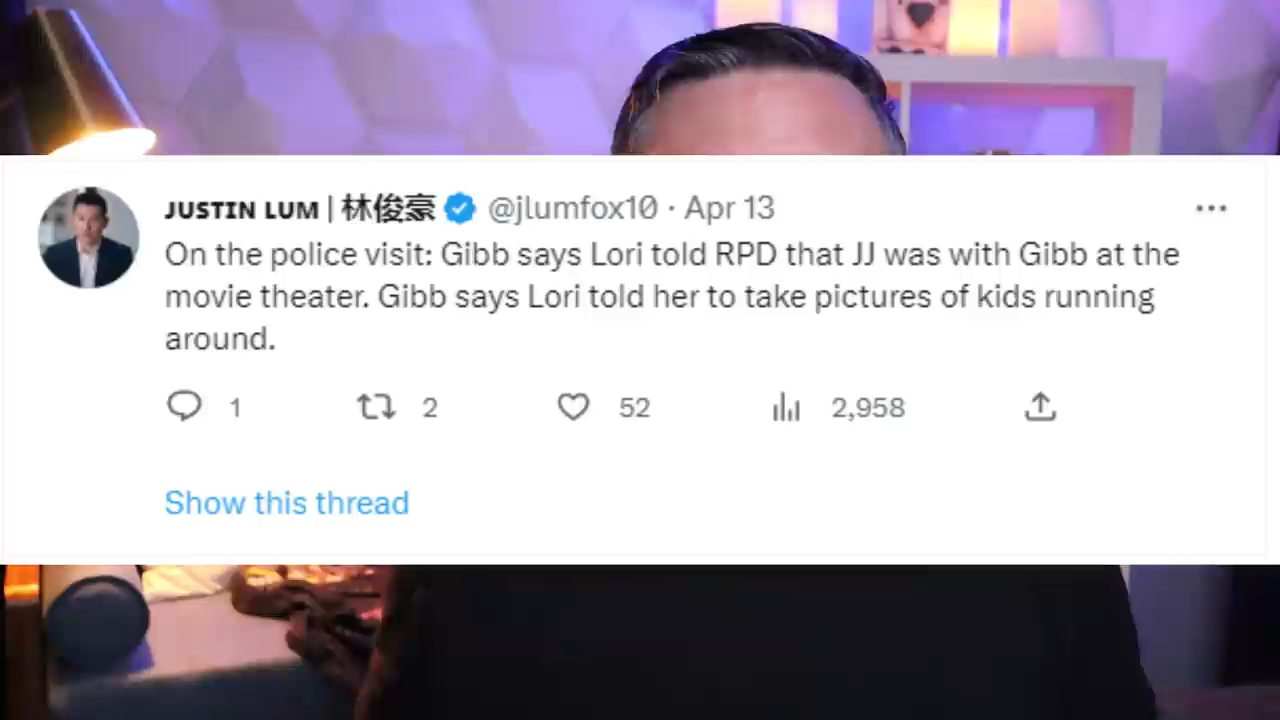 JUSTIN LUM | 林俊豪 @jlumfox10 · Apr 13
On the police visit: Gibb says Lori told RPD that JJ was with Gibb at the
movie theater. Gibb says Lori told her to take pictures of kids running
around.
1 2 52 2,958
Show this thread